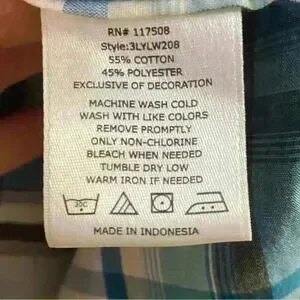 RN# 117508
Style:3LYLW208
55% COTTON
45% POLYESTER
EXCLUSIVE OF DECORATION
MACHINE WASH COLD
WASH WITH LIKE COLORS
REMOVE PROMPTLY
ONLY NON-CHLORINE
BLEACH WHEN NEEDED
TUMBLE DRY LOW
WARM IRON IF NEEDED
30C
MADE IN INDONESIA